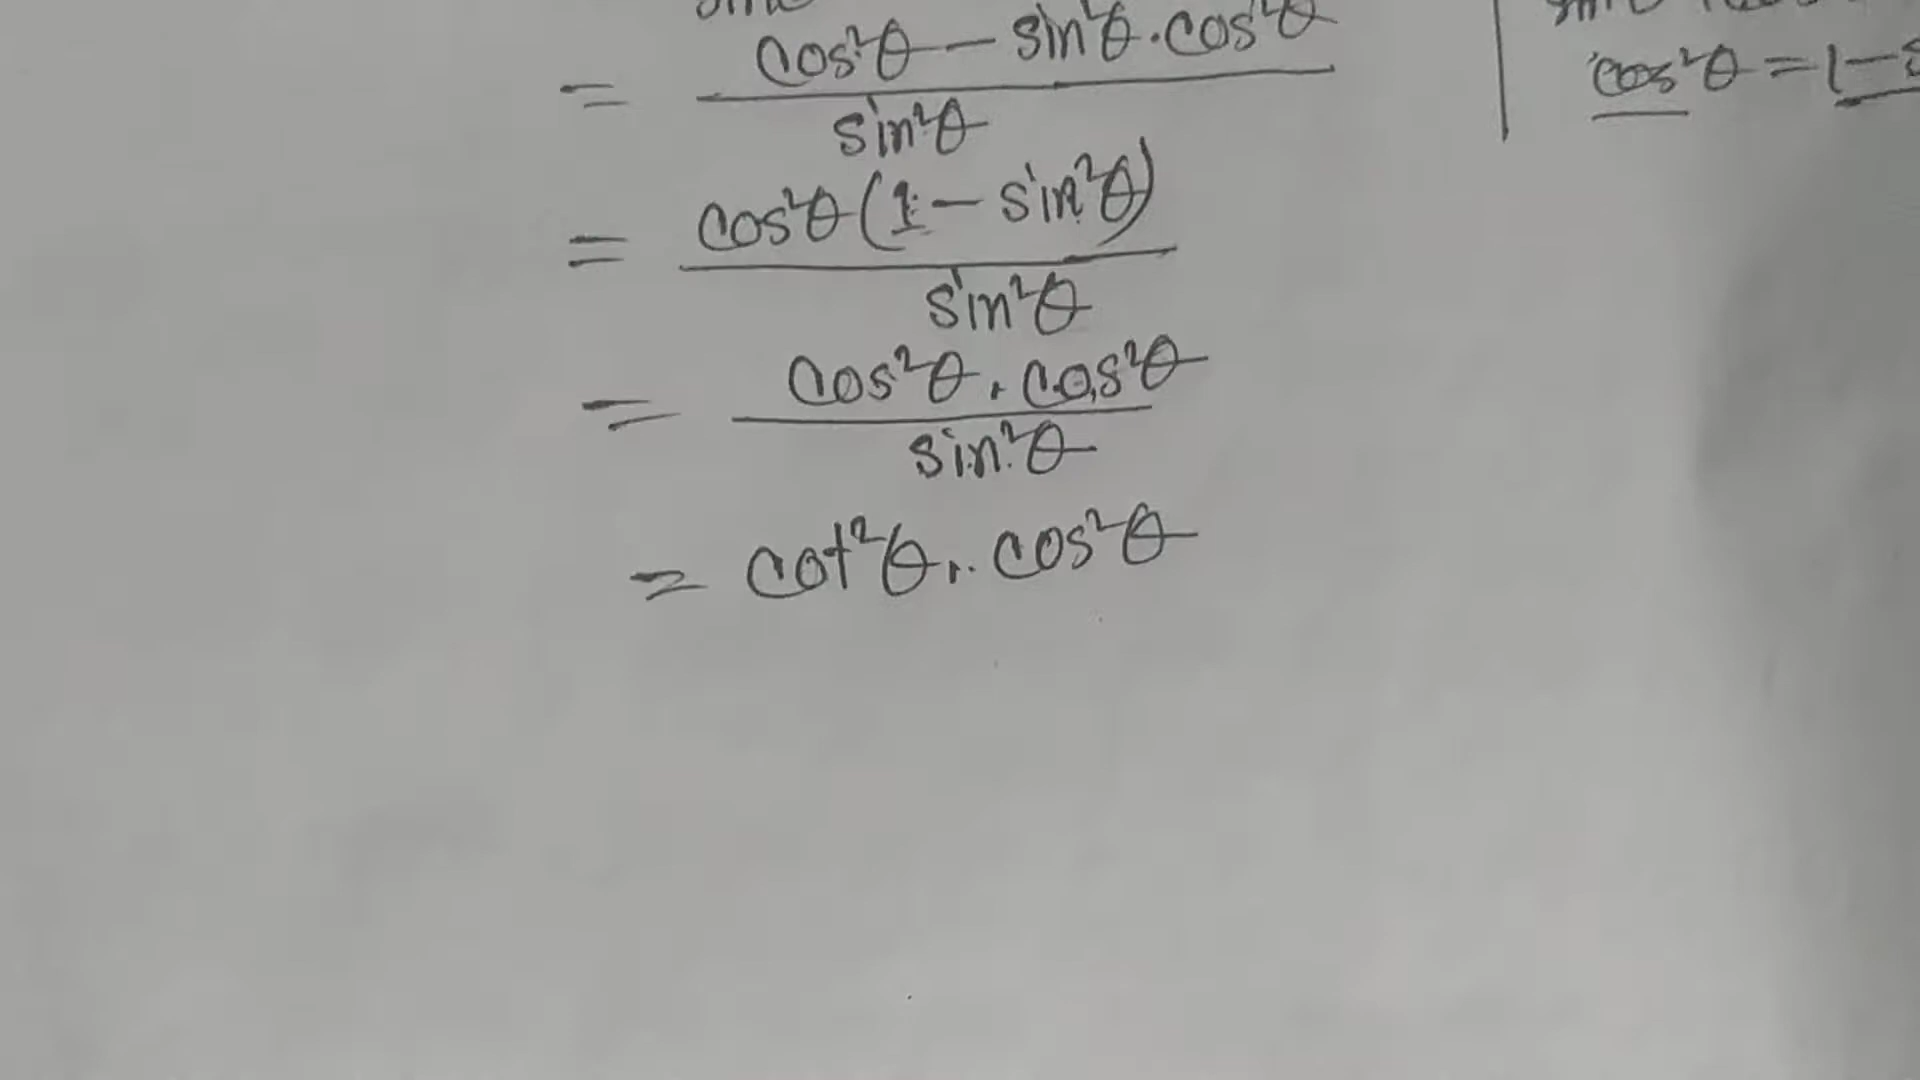 = cos²θ − sin²θ.cos²θ
sin²θ
= cos²θ (1 − sin²θ)
sin²θ
= cos²θ . cos²θ
sin²θ
= cot²θ . cos²θ
cos²θ = 1 −